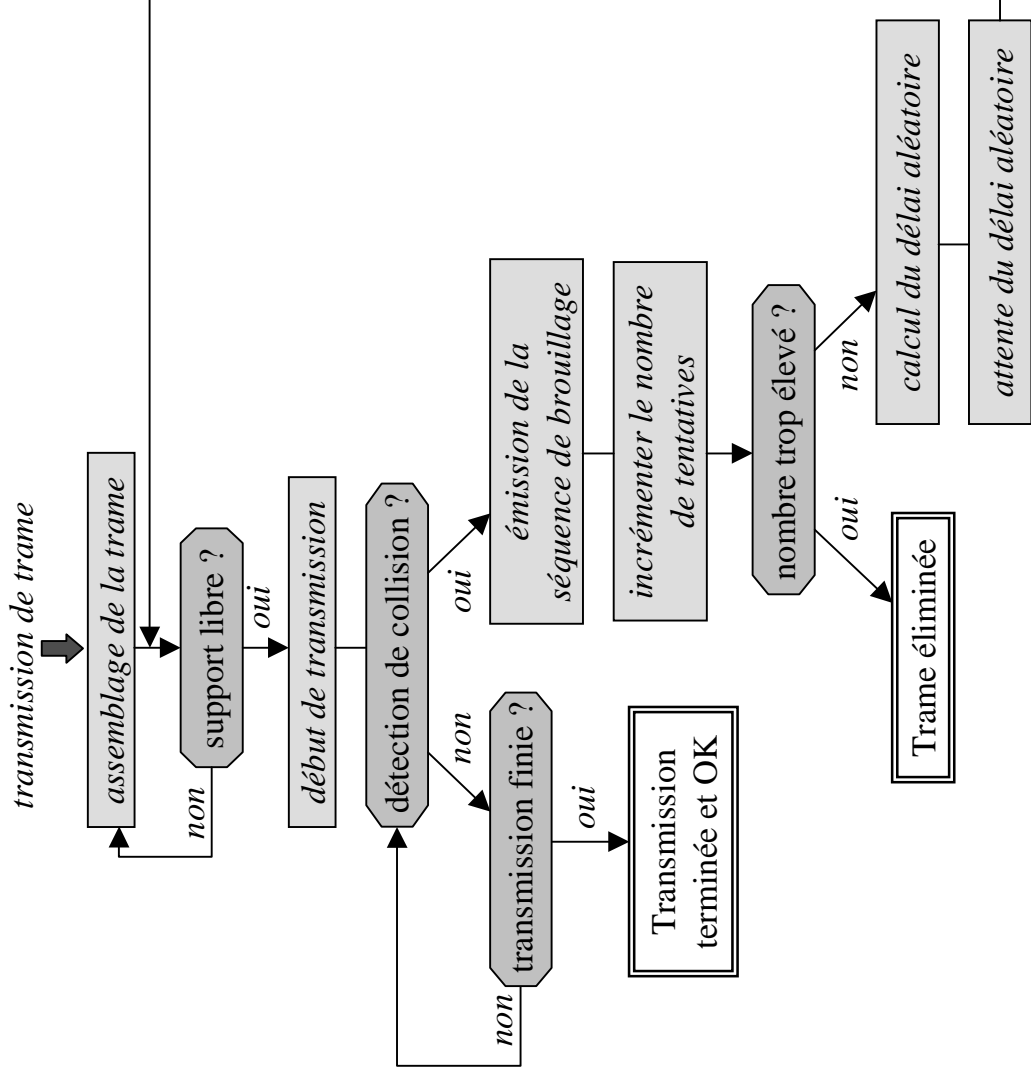 transmission de trame
assemblage de la trame
support libre ?
non
oui
début de transmission
détection de collision ?
non
oui
transmission finie ?
non
oui
Transmission
terminée et OK
émission de la
séquence de brouillage
incrémenter le nombre
de tentatives
nombre trop élevé ?
oui
non
Trame éliminée
calcul du délai aléatoire
attente du délai aléatoire